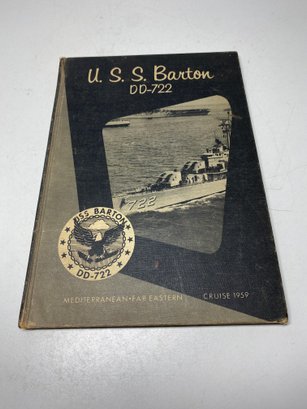 U. S. S. Barton
DD-722
722
USS BARTON
DD-722
MEDITERRANEAN • FAR EASTERN CRUISE 1959